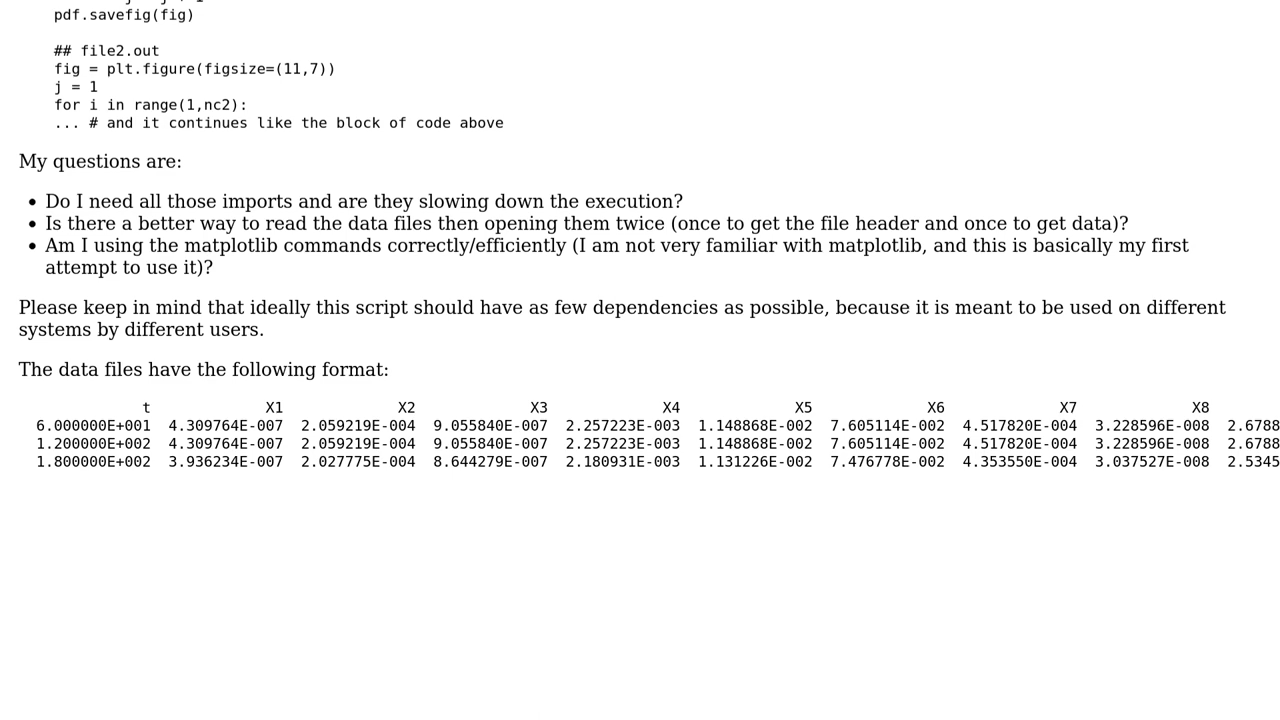 pdf.savefig(fig)
## file2.out
fig = plt.figure(figsize=(11,7))
j = 1
for i in range(1,nc2):
... # and it continues like the block of code above
My questions are:
• Do I need all those imports and are they slowing down the execution?
• Is there a better way to read the data files then opening them twice (once to get the file header and once to get data)?
• Am I using the matplotlib commands correctly/efficiently (I am not very familiar with matplotlib, and this is basically my first
attempt to use it)?
Please keep in mind that ideally this script should have as few dependencies as possible, because it is meant to be used on different
systems by different users.
The data files have the following format:
t X1 X2 X3 X4 X5 X6 X7 X8
6.000000E+001 4.309764E-007 2.059219E-004 9.055840E-007 2.257223E-003 1.148868E-002 7.605114E-002 4.517820E-004 3.228596E-008 2.6788
1.200000E+002 4.309764E-007 2.059219E-004 9.055840E-007 2.257223E-003 1.148868E-002 7.605114E-002 4.517820E-004 3.228596E-008 2.6788
1.800000E+002 3.936234E-007 2.027775E-004 8.644279E-007 2.180931E-003 1.131226E-002 7.476778E-002 4.353550E-004 3.037527E-008 2.5345